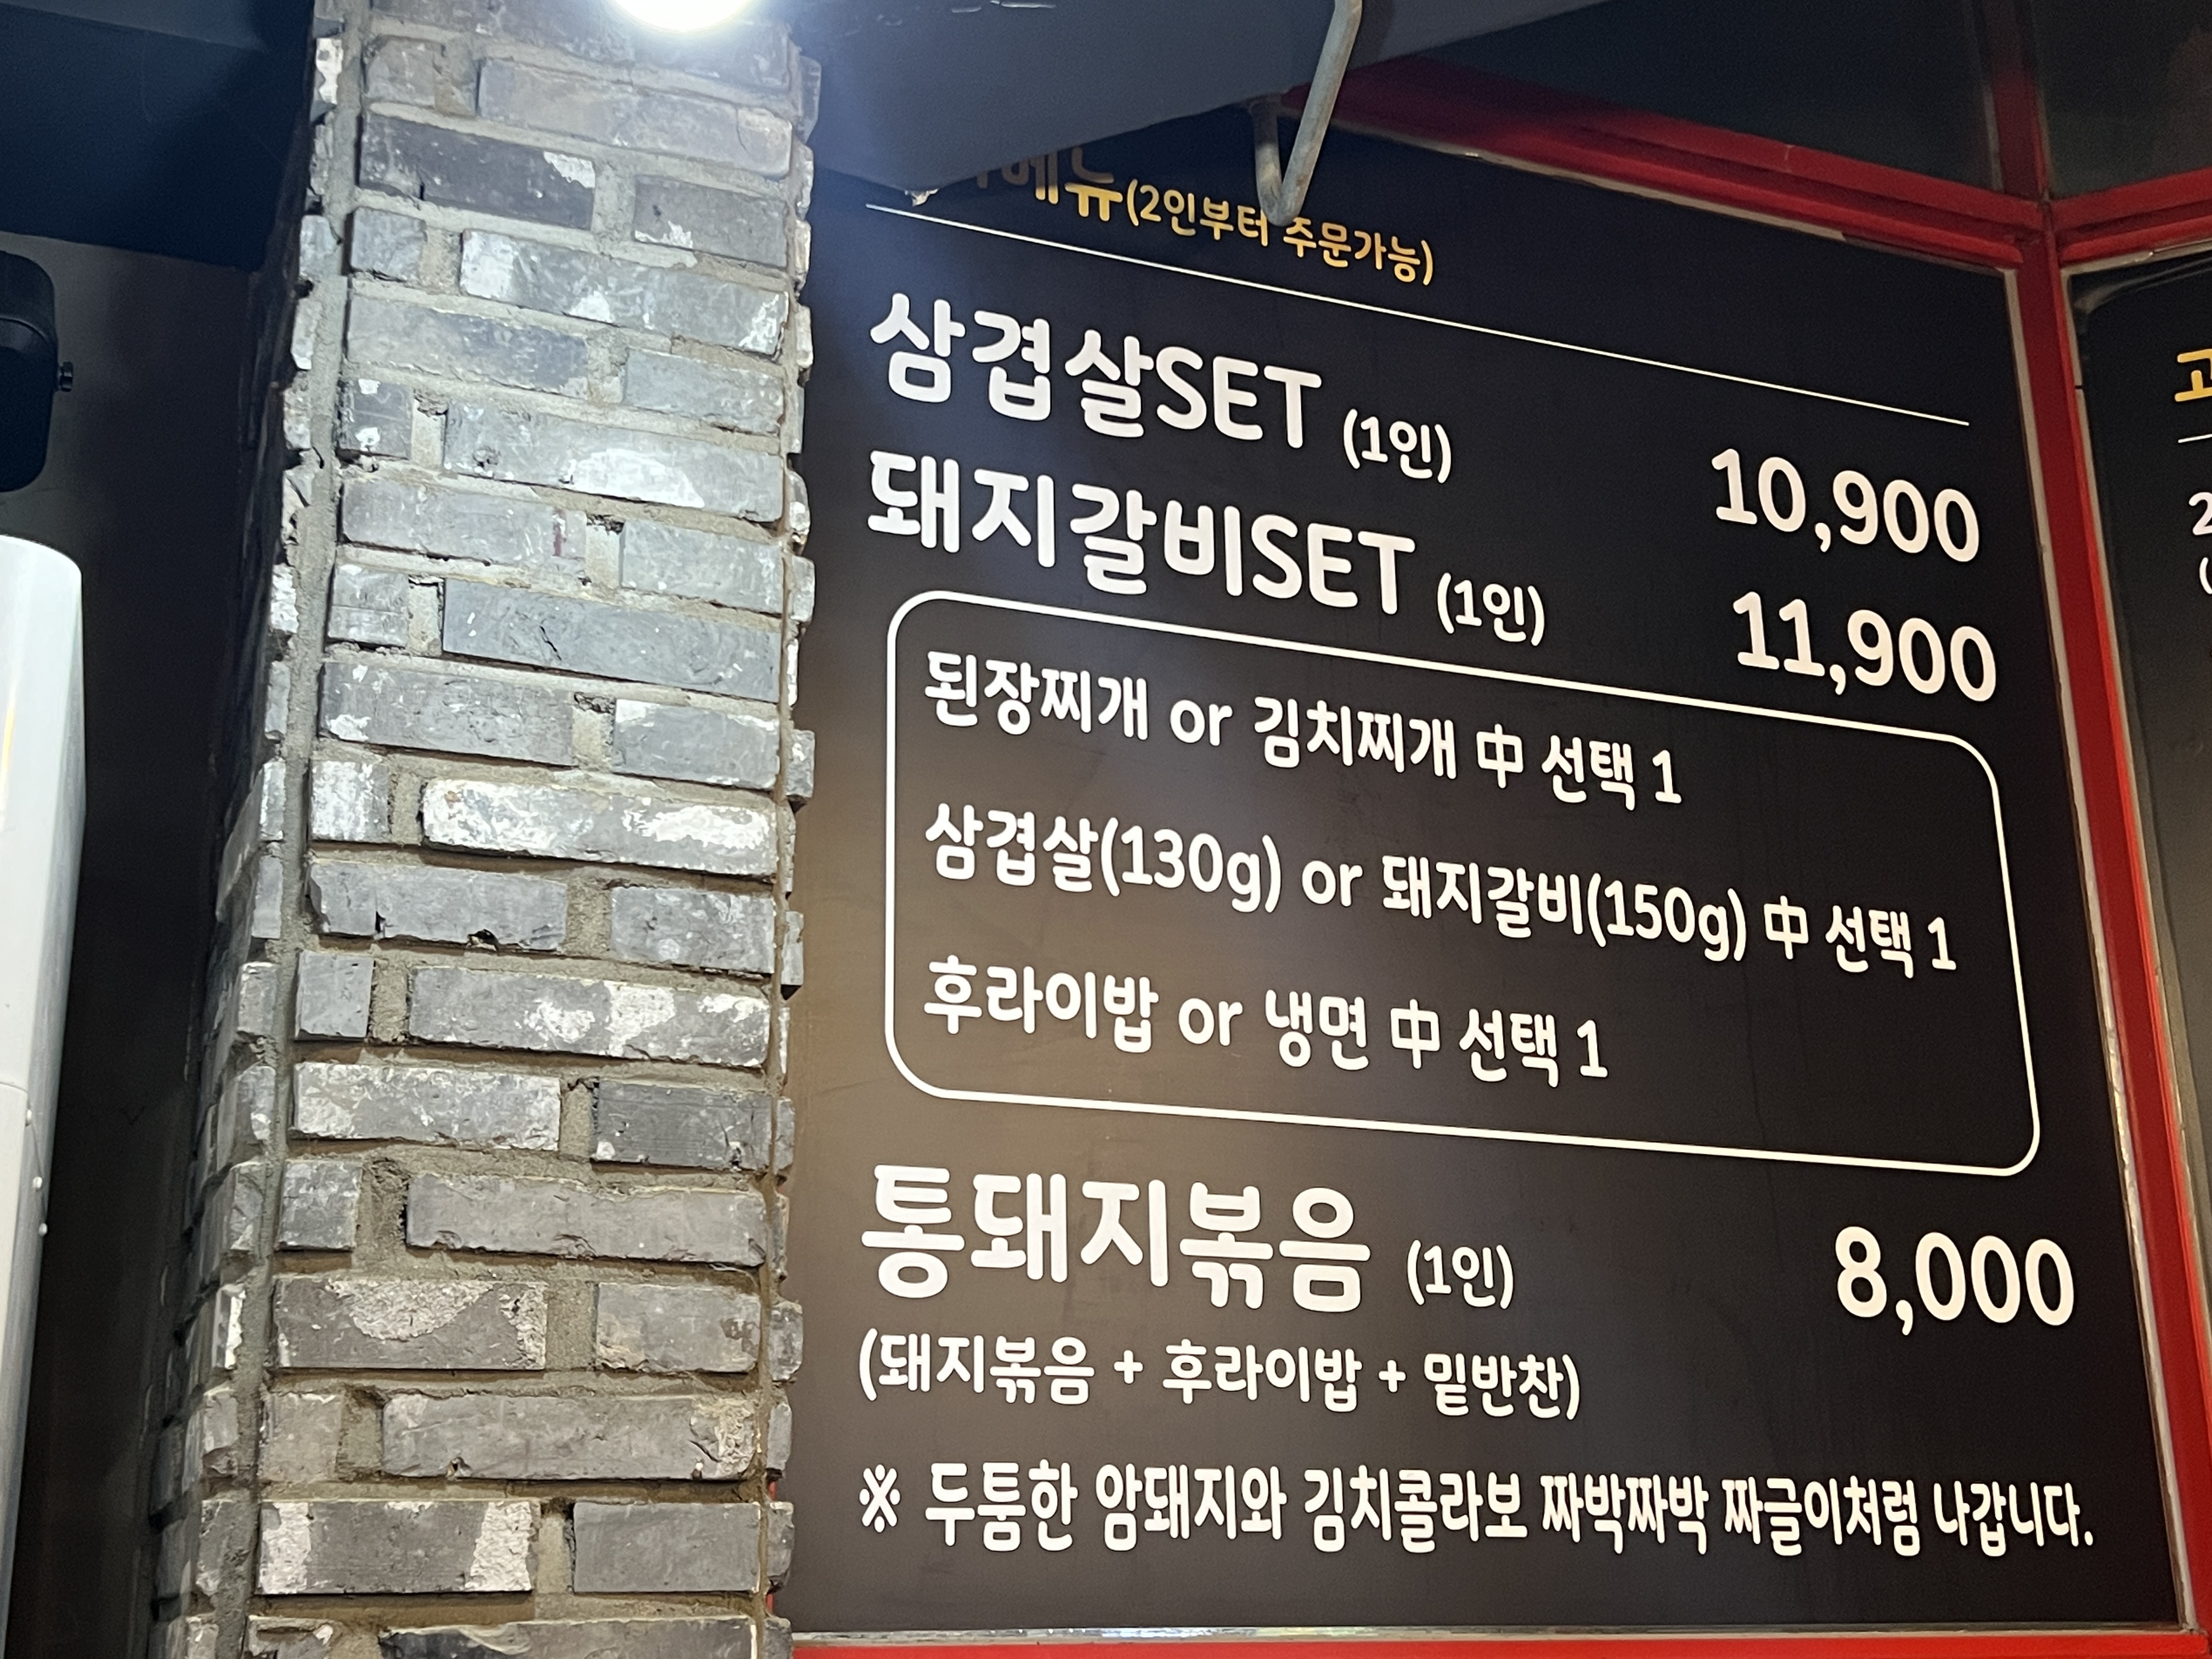 메뉴(2인부터 주문가능)
삼겹살SET (1인) 10,900
돼지갈비SET (1인) 11,900
된장찌개 or 김치찌개 中 선택 1
삼겹살(130g) or 돼지갈비(150g) 中 선택 1
후라이밥 or 냉면 中 선택 1
통돼지볶음 (1인) 8,000
(돼지볶음 + 후라이밥 + 밑반찬)
※ 두툼한 암돼지와 김치콜라보 짜박짜박 짜글이처럼 나갑니다.